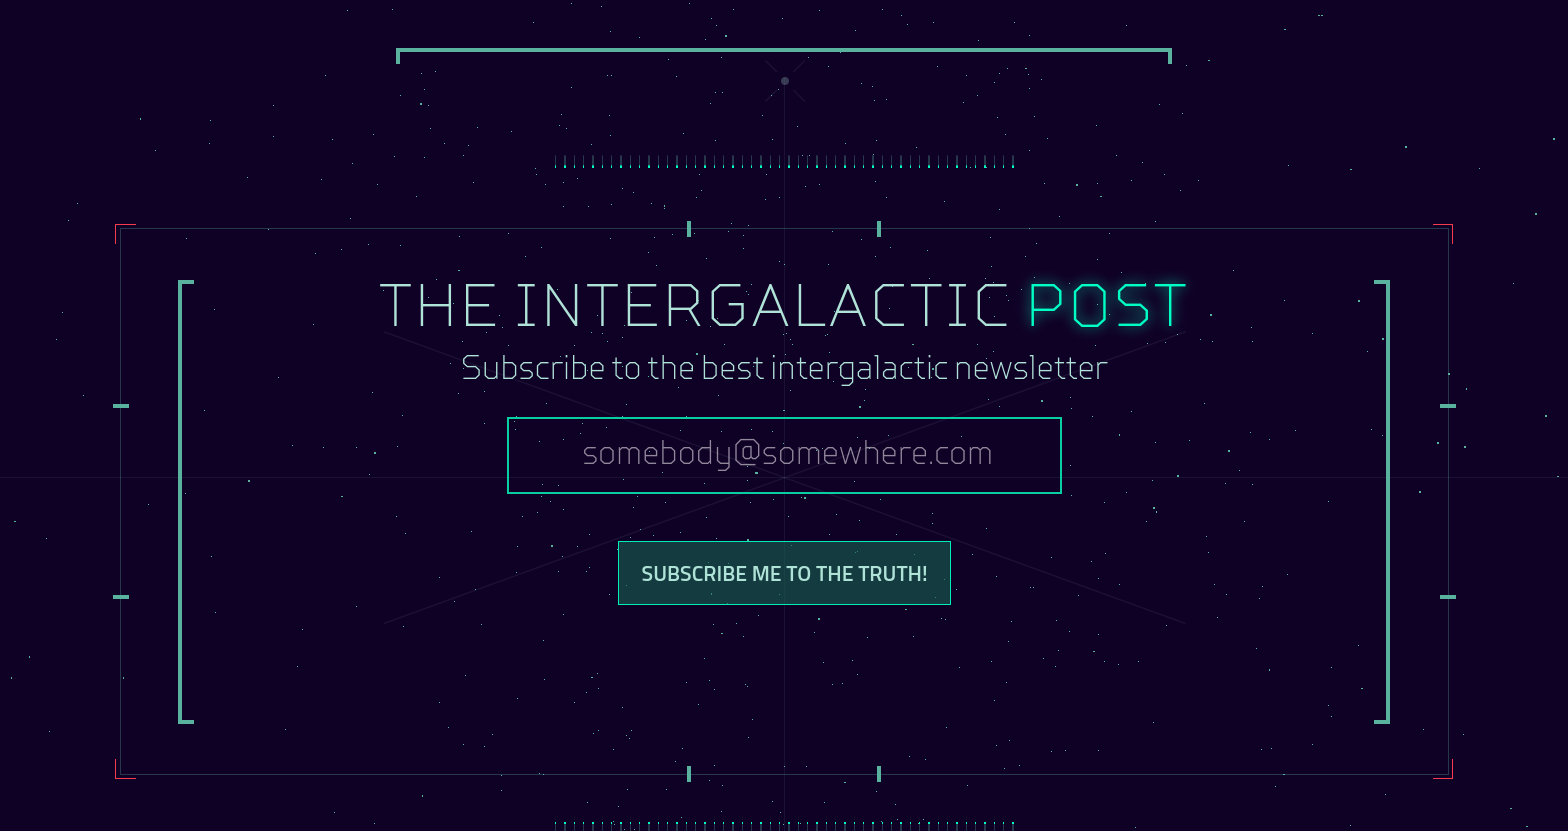 THE INTERGALACTIC POST
Subscribe to the best intergalactic newsletter
somebody@somewhere.com
SUBSCRIBE ME TO THE TRUTH!